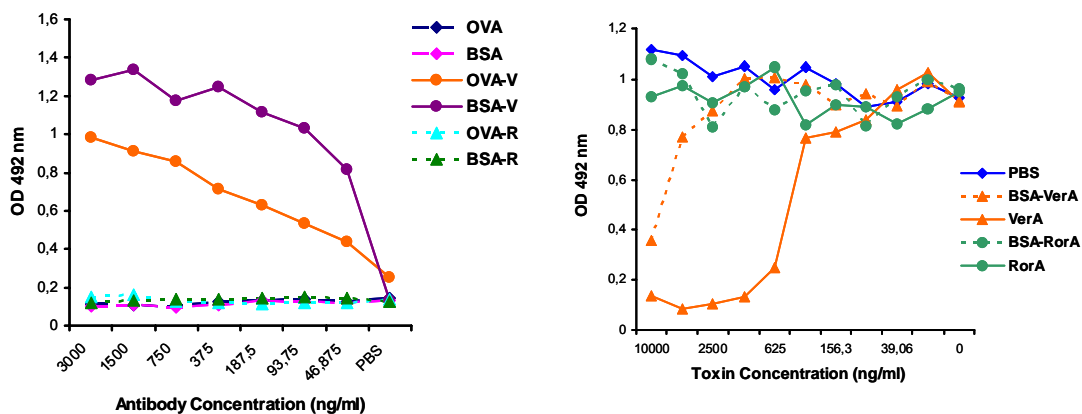 1,6
1,4
1,2
1
0,8
0,6
0,4
0,2
0
OD 492 nm
3000
1500
750
375
187,5
93,75
46,875
PBS
Antibody Concentration (ng/ml)
OVA
BSA
OVA-V
BSA-V
OVA-R
BSA-R
1,2
1
0,8
0,6
0,4
0,2
0
OD 492 nm
10000
2500
625
156,3
39,06
0
Toxin Concentration (ng/ml)
PBS
BSA-VerA
VerA
BSA-RorA
RorA